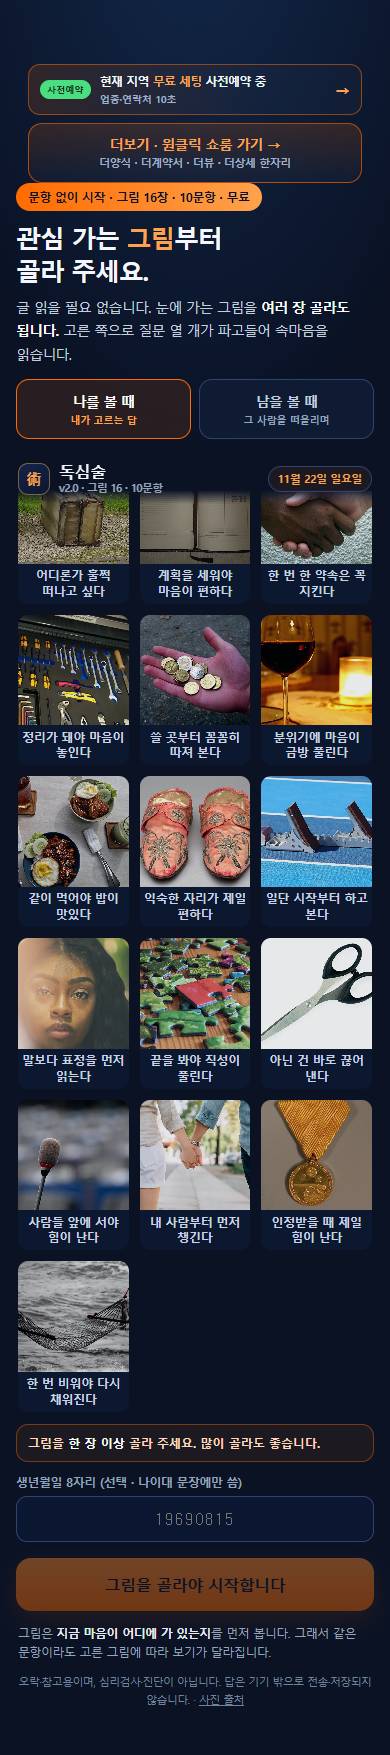 사전예약
현재 지역 무료 세팅 사전예약 중
업종·연락처 10초
→
더보기 · 원클릭 쇼룸 가기 →
더양식 · 더계약서 · 더뷰 · 더상세 한자리
문항 없이 시작 · 그림 16장 · 10문항 · 무료
관심 가는 그림부터
골라 주세요.
글 읽을 필요 없습니다. 눈에 가는 그림을 여러 장 골라도
됩니다. 고른 쪽으로 질문 열 개가 파고들어 속마음을
읽습니다.
나를 볼 때
내가 고르는 답
남을 볼 때
그 사람을 떠올리며
術
독심술
v2.0 · 그림 16 · 10문항
11월 22일 일요일
어디론가 훌쩍
떠나고 싶다
계획을 세워야
마음이 편하다
한 번 한 약속은 꼭
지킨다
정리가 돼야 마음이
놓인다
쓸 곳부터 꼼꼼히
따져 본다
분위기에 마음이
금방 풀린다
같이 먹어야 밥이
맛있다
익숙한 자리가 제일
편하다
일단 시작부터 하고
본다
말보다 표정을 먼저
읽는다
끝을 봐야 직성이
풀린다
아닌 건 바로 끊어
낸다
사람들 앞에 서야
힘이 난다
내 사람부터 먼저
챙긴다
인정받을 때 제일
힘이 난다
한 번 비워야 다시
채워진다
그림을 한 장 이상 골라 주세요. 많이 골라도 좋습니다.
생년월일 8자리 (선택 · 나이대 문장에만 씀)
19690815
그림을 골라야 시작합니다
그림은 지금 마음이 어디에 가 있는지를 먼저 봅니다. 그래서 같은
문항이라도 고른 그림에 따라 보기가 달라집니다.
오락·참고용이며, 심리검사·진단이 아닙니다. 답은 기기 밖으로 전송·저장되지
않습니다. · 사진 출처